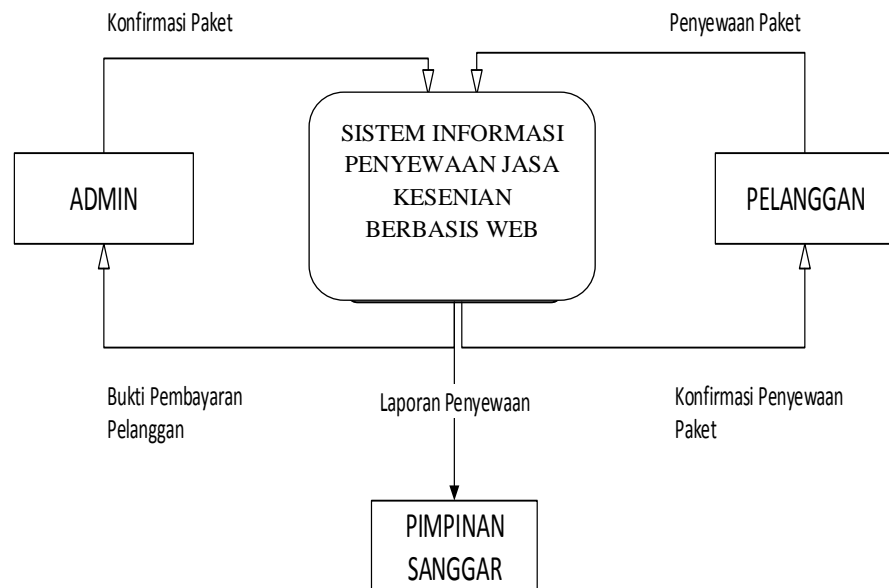 Konfirmasi Paket
Penyewaan Paket
SISTEM INFORMASI
PENYEWAAN JASA
KESENIAN
BERBASIS WEB
ADMIN
PELANGGAN
Bukti Pembayaran
Pelanggan
Laporan Penyewaan
Konfirmasi Penyewaan
Paket
PIMPINAN
SANGGAR